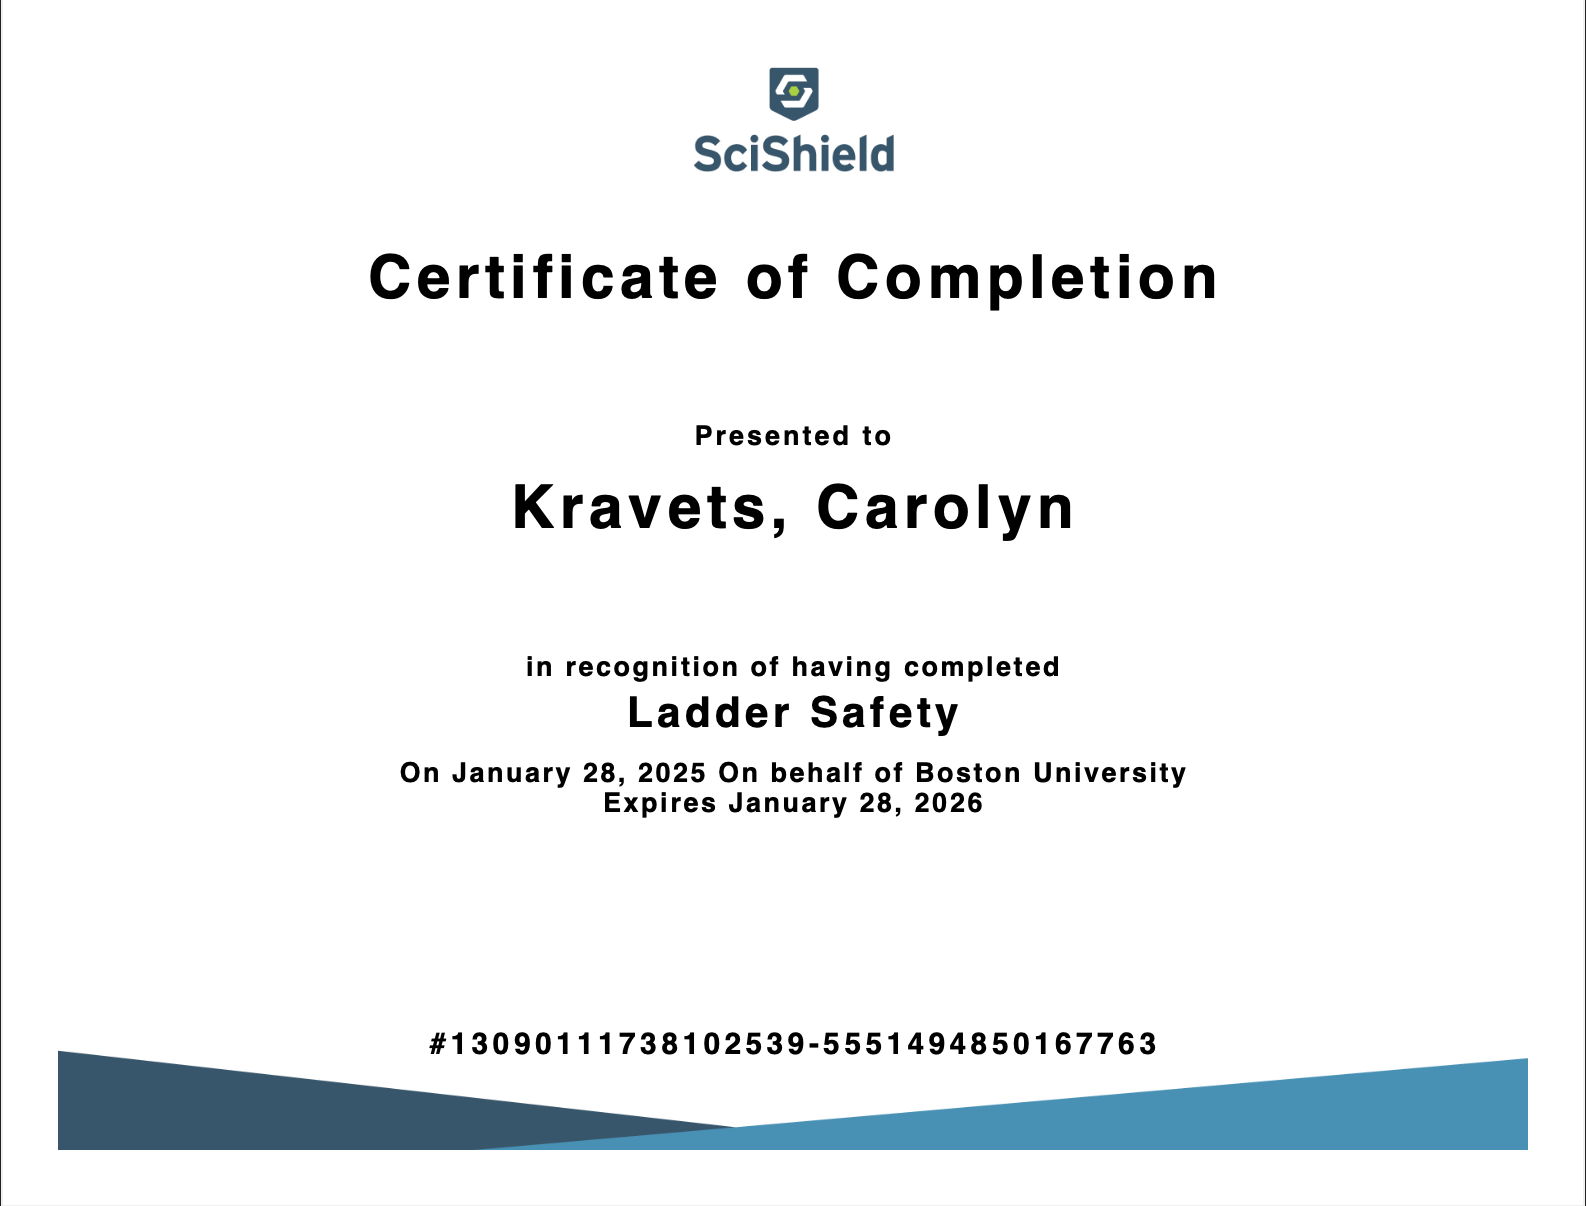 SciShield
Certificate of Completion
Presented to
Kravets, Carolyn
in recognition of having completed
Ladder Safety
On January 28, 2025 On behalf of Boston University
Expires January 28, 2026
#13090111738102539-5551494850167763